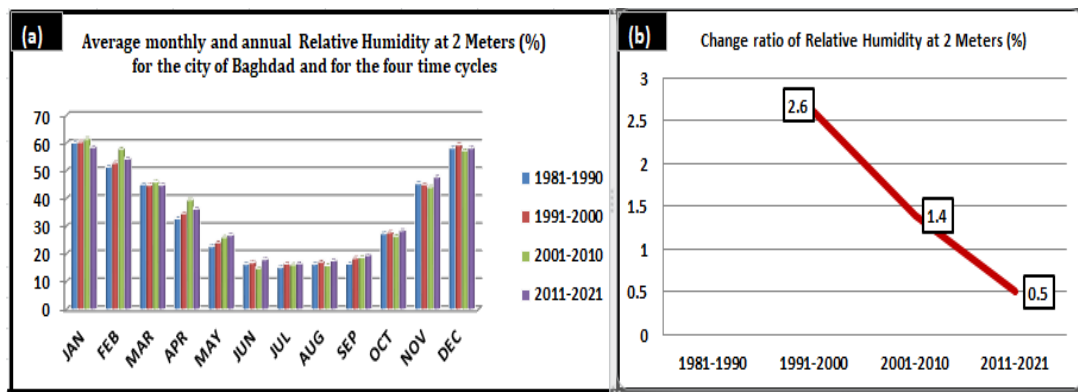 (a)
Average monthly and annual Relative Humidity at 2 Meters (%)
for the city of Baghdad and for the four time cycles
70
60
50
40
30
20
10
0
JAN
FEB
MAR
APR
MAY
JUN
JUL
AUG
SEP
OCT
NOV
DEC
1981-1990
1991-2000
2001-2010
2011-2021
(b)
Change ratio of Relative Humidity at 2 Meters (%)
3
2.5
2
1.5
1
0.5
0
2.6
1.4
0.5
1981-1990
1991-2000
2001-2010
2011-2021